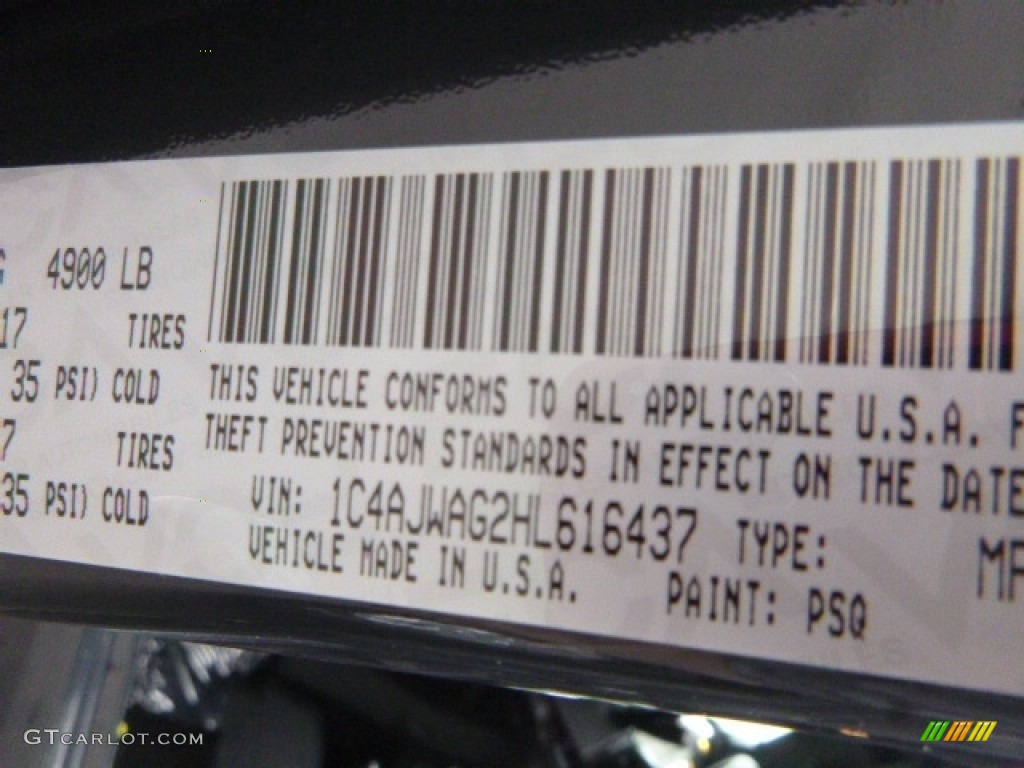 4900 LB
17 TIRES
35 PSI) COLD
7 TIRES
35 PSI) COLD
THIS VEHICLE CONFORMS TO ALL APPLICABLE U.S.A. F
THEFT PREVENTION STANDARDS IN EFFECT ON THE DATE
VIN: 1C4AJWAG2HL616437 TYPE: 
VEHICLE MADE IN U.S.A. PAINT: PSQ
GTCARLOT.COM